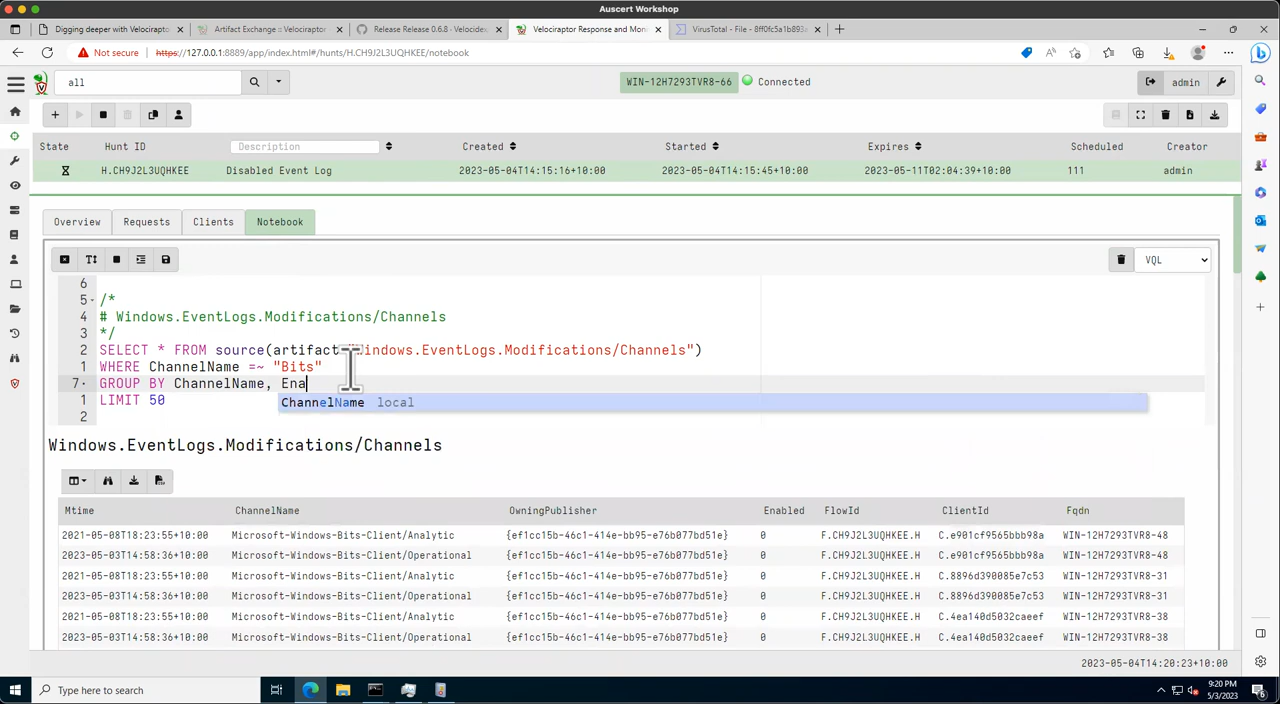 Auscert Workshop
Digging deeper with Velocirapto
Artifact Exchange :: Velocirapto
Release Release 0.6.8 · Velocidex
Velociraptor Response and Mon
VirusTotal - File - 8ff0fc5a1b893
Not secure
https://127.0.0.1:8889/app/index.html#/hunts/H.CH9J2L3UQHKEE/notebook
all
WIN-12H7293TVR8-66
Connected
admin
State
Hunt ID
Description
Created
Started
Expires
Scheduled
Creator
H.CH9J2L3UQHKEE
Disabled Event Log
2023-05-04T14:15:16+10:00
2023-05-04T14:15:45+10:00
2023-05-11T02:04:39+10:00
111
admin
Overview
Requests
Clients
Notebook
VQL
6
5 /*
4 # Windows.EventLogs.Modifications/Channels
3 */
2 SELECT * FROM source(artifact="Windows.EventLogs.Modifications/Channels")
1 WHERE ChannelName =~ "Bits"
7 GROUP BY ChannelName, Ena
1 LIMIT 50
ChannelName local
2
Windows.EventLogs.Modifications/Channels
Mtime ChannelName OwningPublisher Enabled FlowId ClientId Fqdn
2021-05-08T18:23:55+10:00 Microsoft-Windows-Bits-Client/Analytic {ef1cc15b-46c1-414e-bb95-e76b077bd51e} 0 F.CH9J2L3UQHKEE.H C.e901cf9565bbb98a WIN-12H7293TVR8-48
2023-05-03T14:58:36+10:00 Microsoft-Windows-Bits-Client/Operational {ef1cc15b-46c1-414e-bb95-e76b077bd51e} 0 F.CH9J2L3UQHKEE.H C.e901cf9565bbb98a WIN-12H7293TVR8-48
2021-05-08T18:23:55+10:00 Microsoft-Windows-Bits-Client/Analytic {ef1cc15b-46c1-414e-bb95-e76b077bd51e} 0 F.CH9J2L3UQHKEE.H C.8896d390085e7c53 WIN-12H7293TVR8-31
2023-05-03T14:58:36+10:00 Microsoft-Windows-Bits-Client/Operational {ef1cc15b-46c1-414e-bb95-e76b077bd51e} 0 F.CH9J2L3UQHKEE.H C.8896d390085e7c53 WIN-12H7293TVR8-31
2021-05-08T18:23:55+10:00 Microsoft-Windows-Bits-Client/Analytic {ef1cc15b-46c1-414e-bb95-e76b077bd51e} 0 F.CH9J2L3UQHKEE.H C.4ea140d5032caeef WIN-12H7293TVR8-38
2023-05-03T14:58:36+10:00 Microsoft-Windows-Bits-Client/Operational {ef1cc15b-46c1-414e-bb95-e76b077bd51e} 0 F.CH9J2L3UQHKEE.H C.4ea140d5032caeef WIN-12H7293TVR8-38
2023-05-04T14:20:23+10:00
Type here to search
9:20 PM
5/3/2023